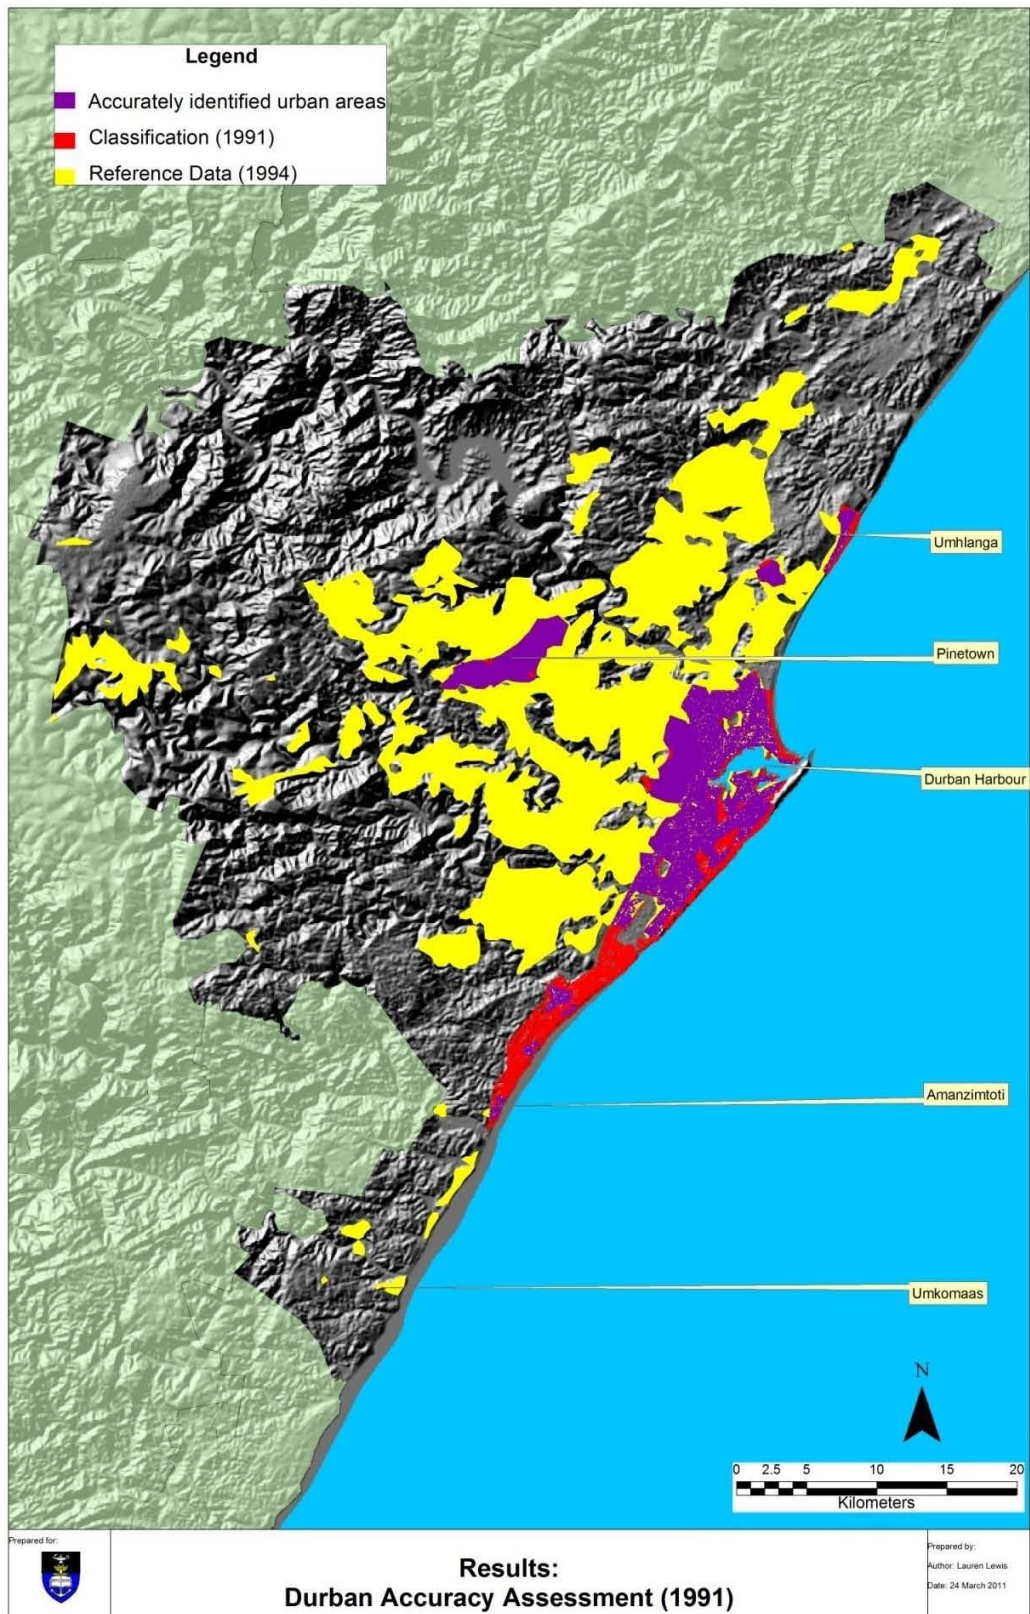 Legend
Accurately identified urban areas
Classification (1991)
Reference Data (1994)
Umhlanga
Pinetown
Durban Harbour
Amanzimtoti
Umkomaas
N
0 2.5 5 10 15 20
Kilometers
Prepared for:
Results:
Durban Accuracy Assessment (1991)
Prepared by:
Author: Lauren Lewis
Date: 24 March 2011